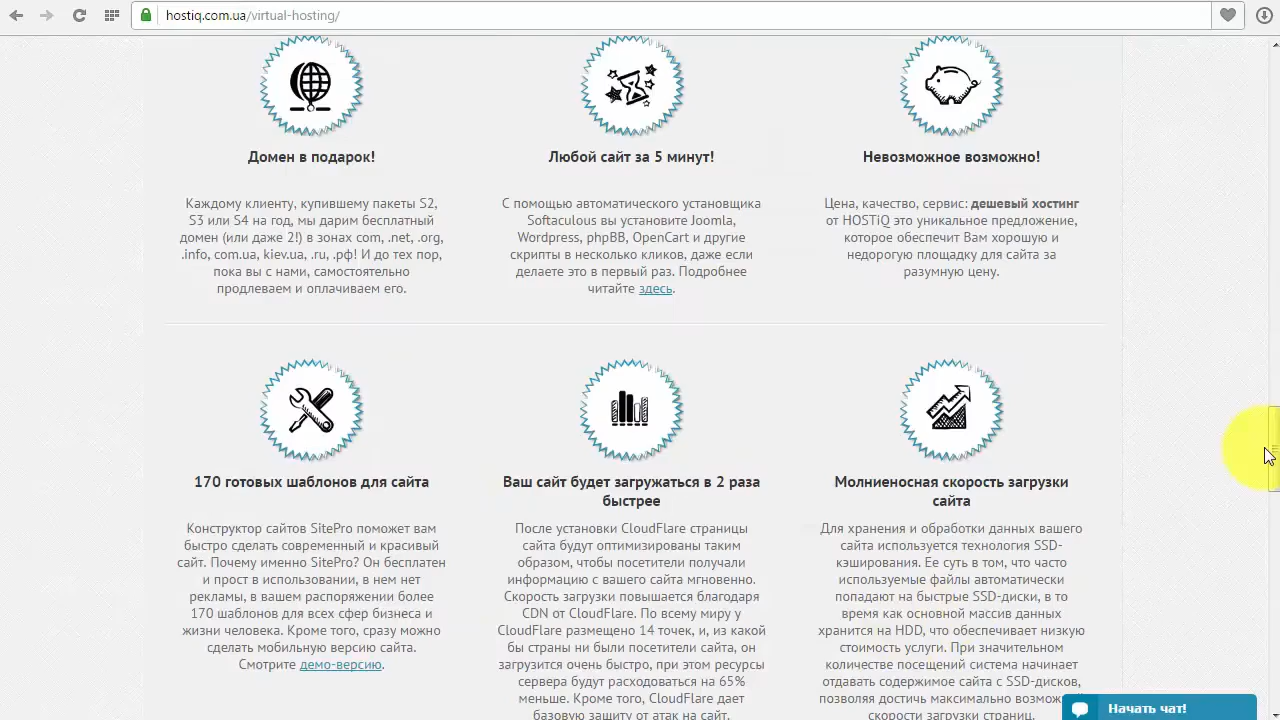 hostiq.com.ua/virtual-hosting/
Домен в подарок!
Каждому клиенту, купившему пакеты S2,
S3 или S4 на год, мы дарим бесплатный
домен (или даже 2!) в зонах com, .net, .org,
.info, com.ua, kiev.ua, .ru, .рф! И до тех пор,
пока вы с нами, самостоятельно
продлеваем и оплачиваем его.
Любой сайт за 5 минут!
С помощью автоматического установщика
Softaculous вы установите Joomla,
Wordpress, phpBB, OpenCart и другие
скрипты в несколько кликов, даже если
делаете это в первый раз. Подробнее
читайте здесь.
Невозможное возможно!
Цена, качество, сервис: дешевый хостинг
от HOSTiQ это уникальное предложение,
которое обеспечит Вам хорошую и
недорогую площадку для сайта за
разумную цену.
170 готовых шаблонов для сайта
Конструктор сайтов SitePro поможет вам
быстро сделать современный и красивый
сайт. Почему именно SitePro? Он бесплатен
и прост в использовании, в нем нет
рекламы, в вашем распоряжении более
170 шаблонов для всех сфер бизнеса и
жизни человека. Кроме того, сразу можно
сделать мобильную версию сайта.
Смотрите демо-версию.
Ваш сайт будет загружаться в 2 раза
быстрее
После установки CloudFlare страницы
сайта будут оптимизированы таким
образом, чтобы посетители получали
информацию с вашего сайта мгновенно.
Скорость загрузки повышается благодаря
CDN от CloudFlare. По всему миру у
CloudFlare размещено 14 точек, и, из какой
бы страны ни были посетители сайта, он
загрузится очень быстро, при этом ресурсы
сервера будут расходоваться на 65%
меньше. Кроме того, CloudFlare дает
базовую защиту от атак на сайт.
Молниеносная скорость загрузки
сайта
Для хранения и обработки данных вашего
сайта используется технология SSD-
кэширования. Ее суть в том, что часто
используемые файлы автоматически
попадают на быстрые SSD-диски, в то
время как основной массив данных
хранится на HDD, что обеспечивает низкую
стоимость услуги. При значительном
количестве посещений система начинает
отдавать содержимое сайта с SSD-дисков,
позволяя достичь максимально
скорости загрузки страниц.
Начать чат!